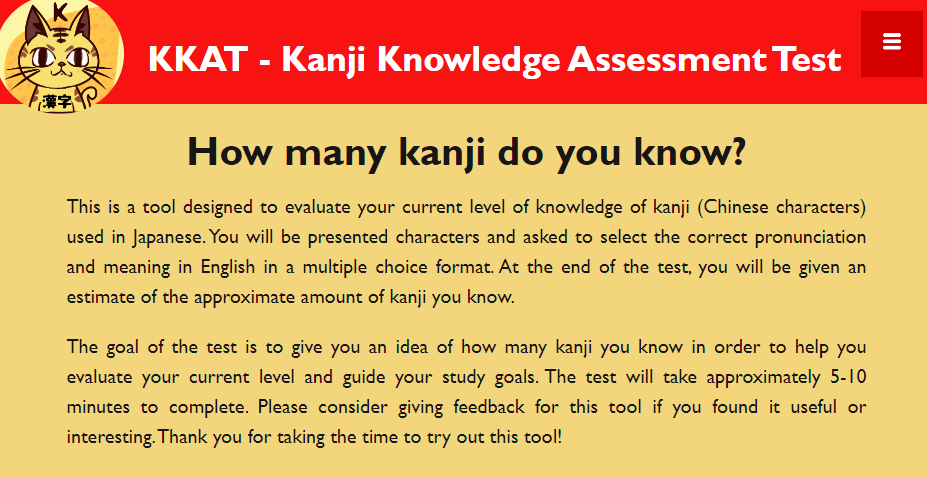 K
漢字
KKAT - Kanji Knowledge Assessment Test
How many kanji do you know?
This is a tool designed to evaluate your current level of knowledge of kanji (Chinese characters)
used in Japanese. You will be presented characters and asked to select the correct pronunciation
and meaning in English in a multiple choice format. At the end of the test, you will be given an
estimate of the approximate amount of kanji you know.
The goal of the test is to give you an idea of how many kanji you know in order to help you
evaluate your current level and guide your study goals. The test will take approximately 5-10
minutes to complete. Please consider giving feedback for this tool if you found it useful or
interesting. Thank you for taking the time to try out this tool!